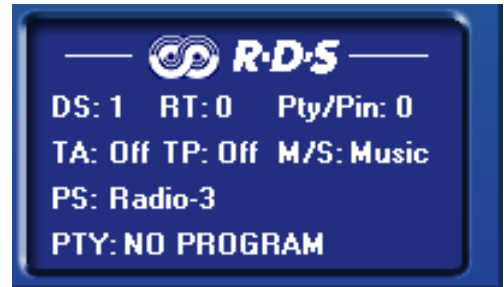 R·D·S
DS: 1 RT: 0 Pty/Pin: 0
TA: Off TP: Off M/S: Music
PS: Radio-3
PTY: NO PROGRAM